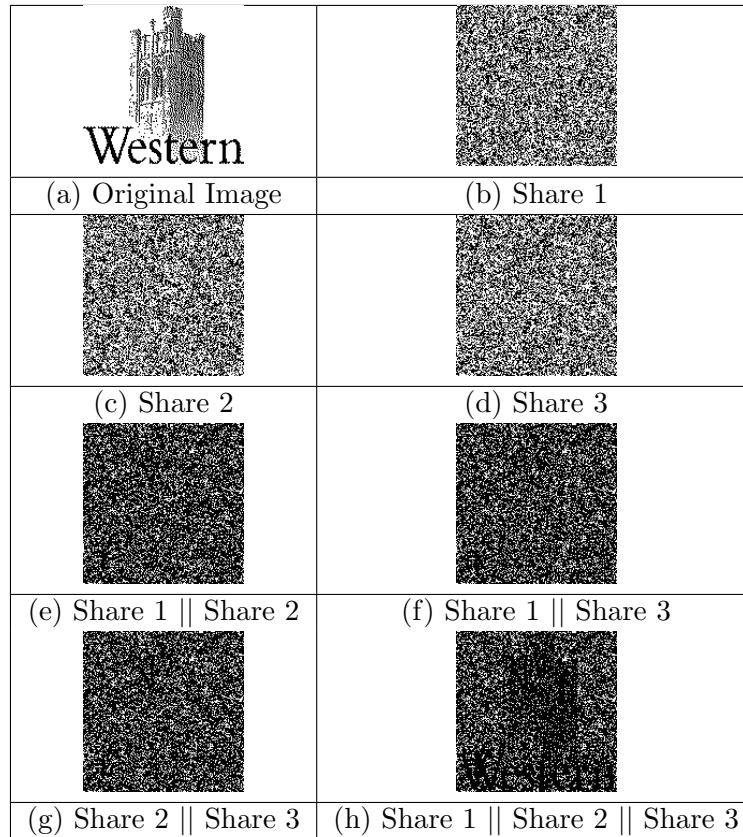 Western
(a) Original Image
(b) Share 1
(c) Share 2
(d) Share 3
(e) Share 1 || Share 2
(f) Share 1 || Share 3
(g) Share 2 || Share 3
Western
(h) Share 1 || Share 2 || Share 3